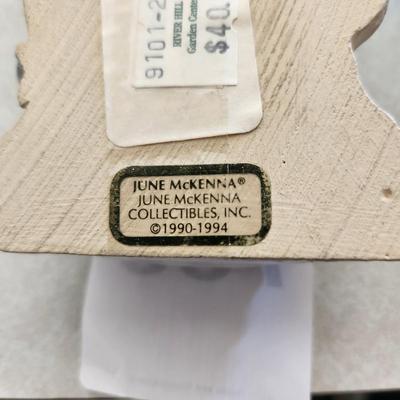 9101-2
RIVER HILL
Garden Center
$40.
JUNE McKENNA®
JUNE McKENNA
COLLECTIBLES, INC.
©1990-1994